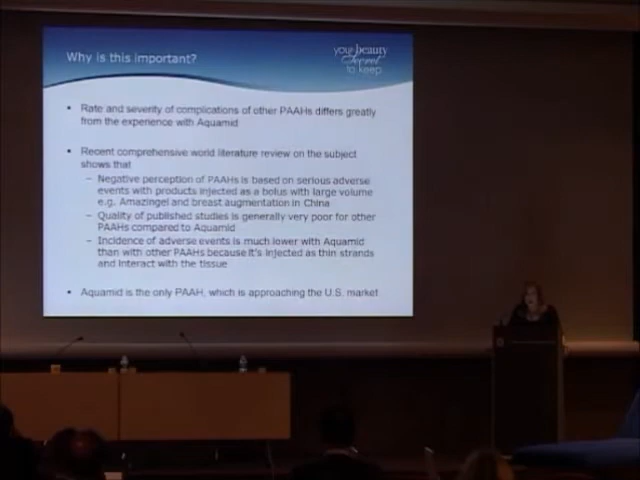 Why is this important?
your beauty
Secret
to keep
• Rate and severity of complications of other PAAHs differs greatly
from the experience with Aquamid
• Recent comprehensive world literature review on the subject
shows that
– Negative perception of PAAHs is based on serious adverse
events with products injected as a bolus with large volume
e.g. Amazingel and breast augmentation in China
– Quality of published studies is generally very poor for other
PAAHs compared to Aquamid
– Incidence of adverse events is much lower with Aquamid
than with other PAAHs because it's injected as thin strands
and interact with the tissue
• Aquamid is the only PAAH, which is approaching the U.S. market